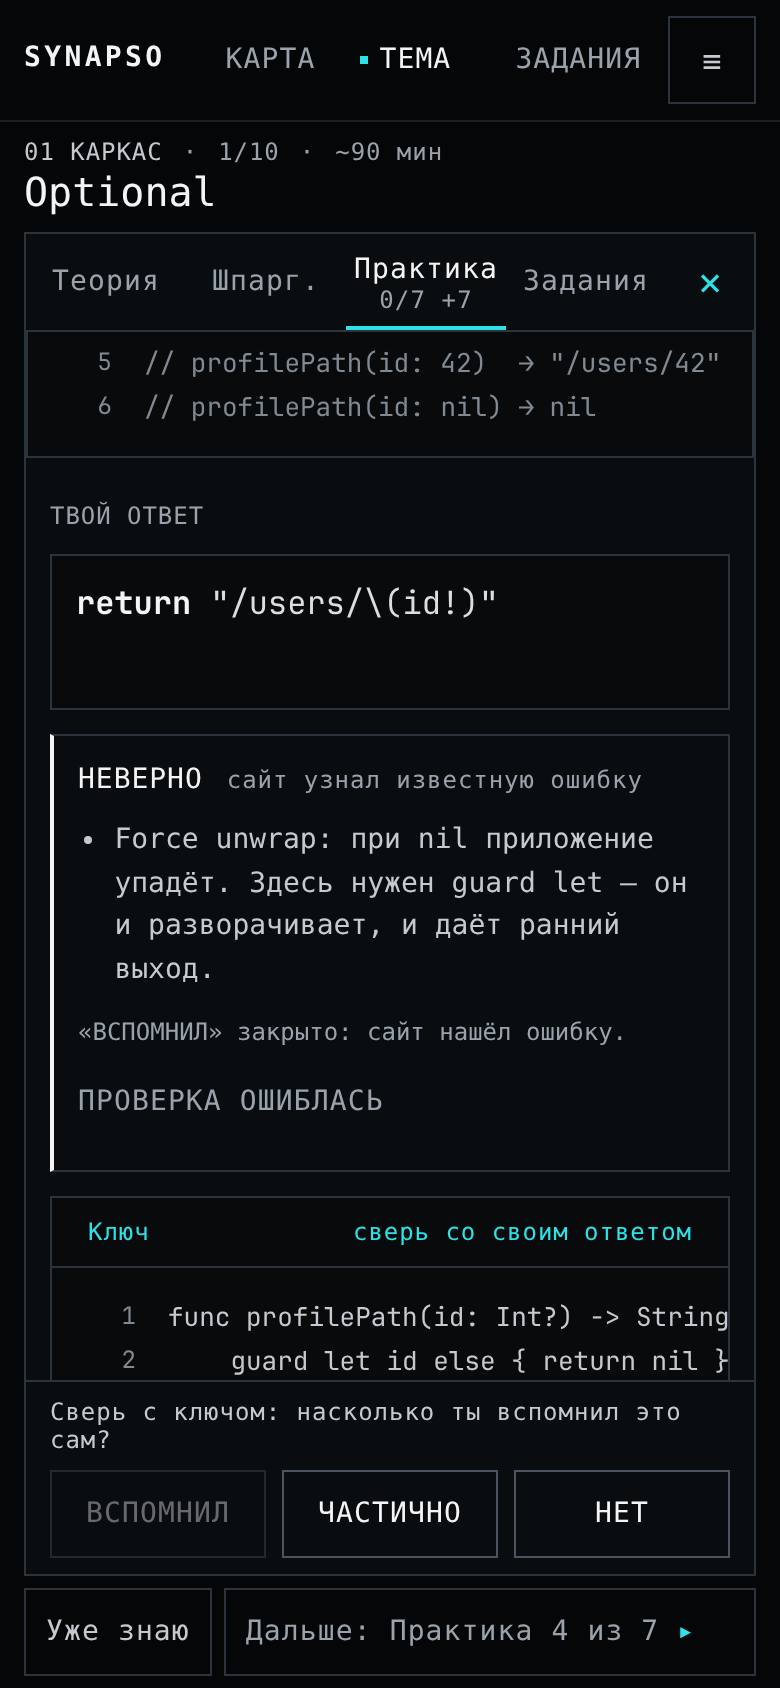 SYNAPSO КАРТА ТЕМА ЗАДАНИЯ ≡
01 КАРКАС · 1/10 · ~90 мин
Optional
Теория Шпарг. Практика Задания ×
0/7 +7
5 // profilePath(id: 42) → "/users/42"
6 // profilePath(id: nil) → nil
ТВОЙ ОТВЕТ
return "/users/\(id!)"
НЕВЕРНО сайт узнал известную ошибку
• Force unwrap: при nil приложение
упадёт. Здесь нужен guard let — он
и разворачивает, и даёт ранний
выход.
«ВСПОМНИЛ» закрыто: сайт нашёл ошибку.
ПРОВЕРКА ОШИБЛАСЬ
Ключ сверь со своим ответом
1 func profilePath(id: Int?) -> String
2 guard let id else { return nil }
Сверь с ключом: насколько ты вспомнил это
сам?
ВСПОМНИЛ ЧАСТИЧНО НЕТ
Уже знаю Дальше: Практика 4 из 7 ▸